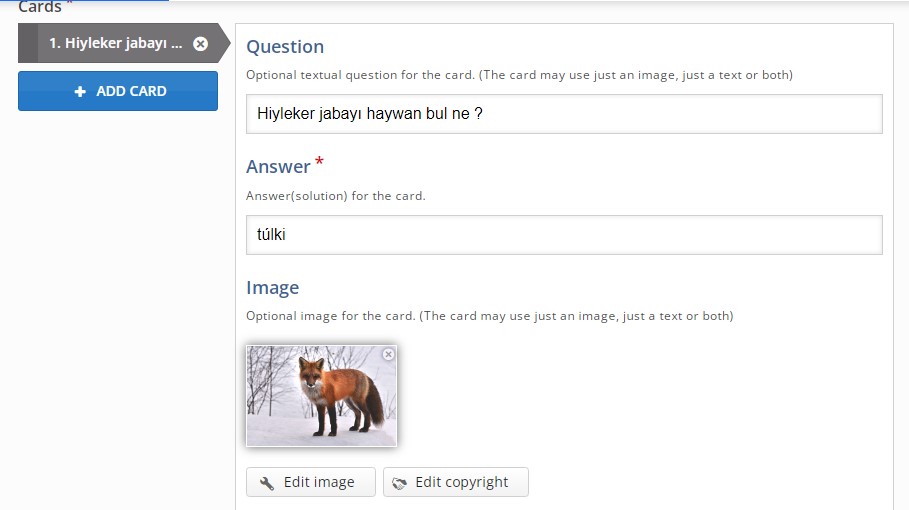 Cards *
1. Hiyleker jabayı ...
ADD CARD
Question
Optional textual question for the card. (The card may use just an image, just a text or both)
Hiyleker jabayı haywan bul ne ?
Answer *
Answer(solution) for the card.
túlki
Image
Optional image for the card. (The card may use just an image, just a text or both)
Edit image
Edit copyright